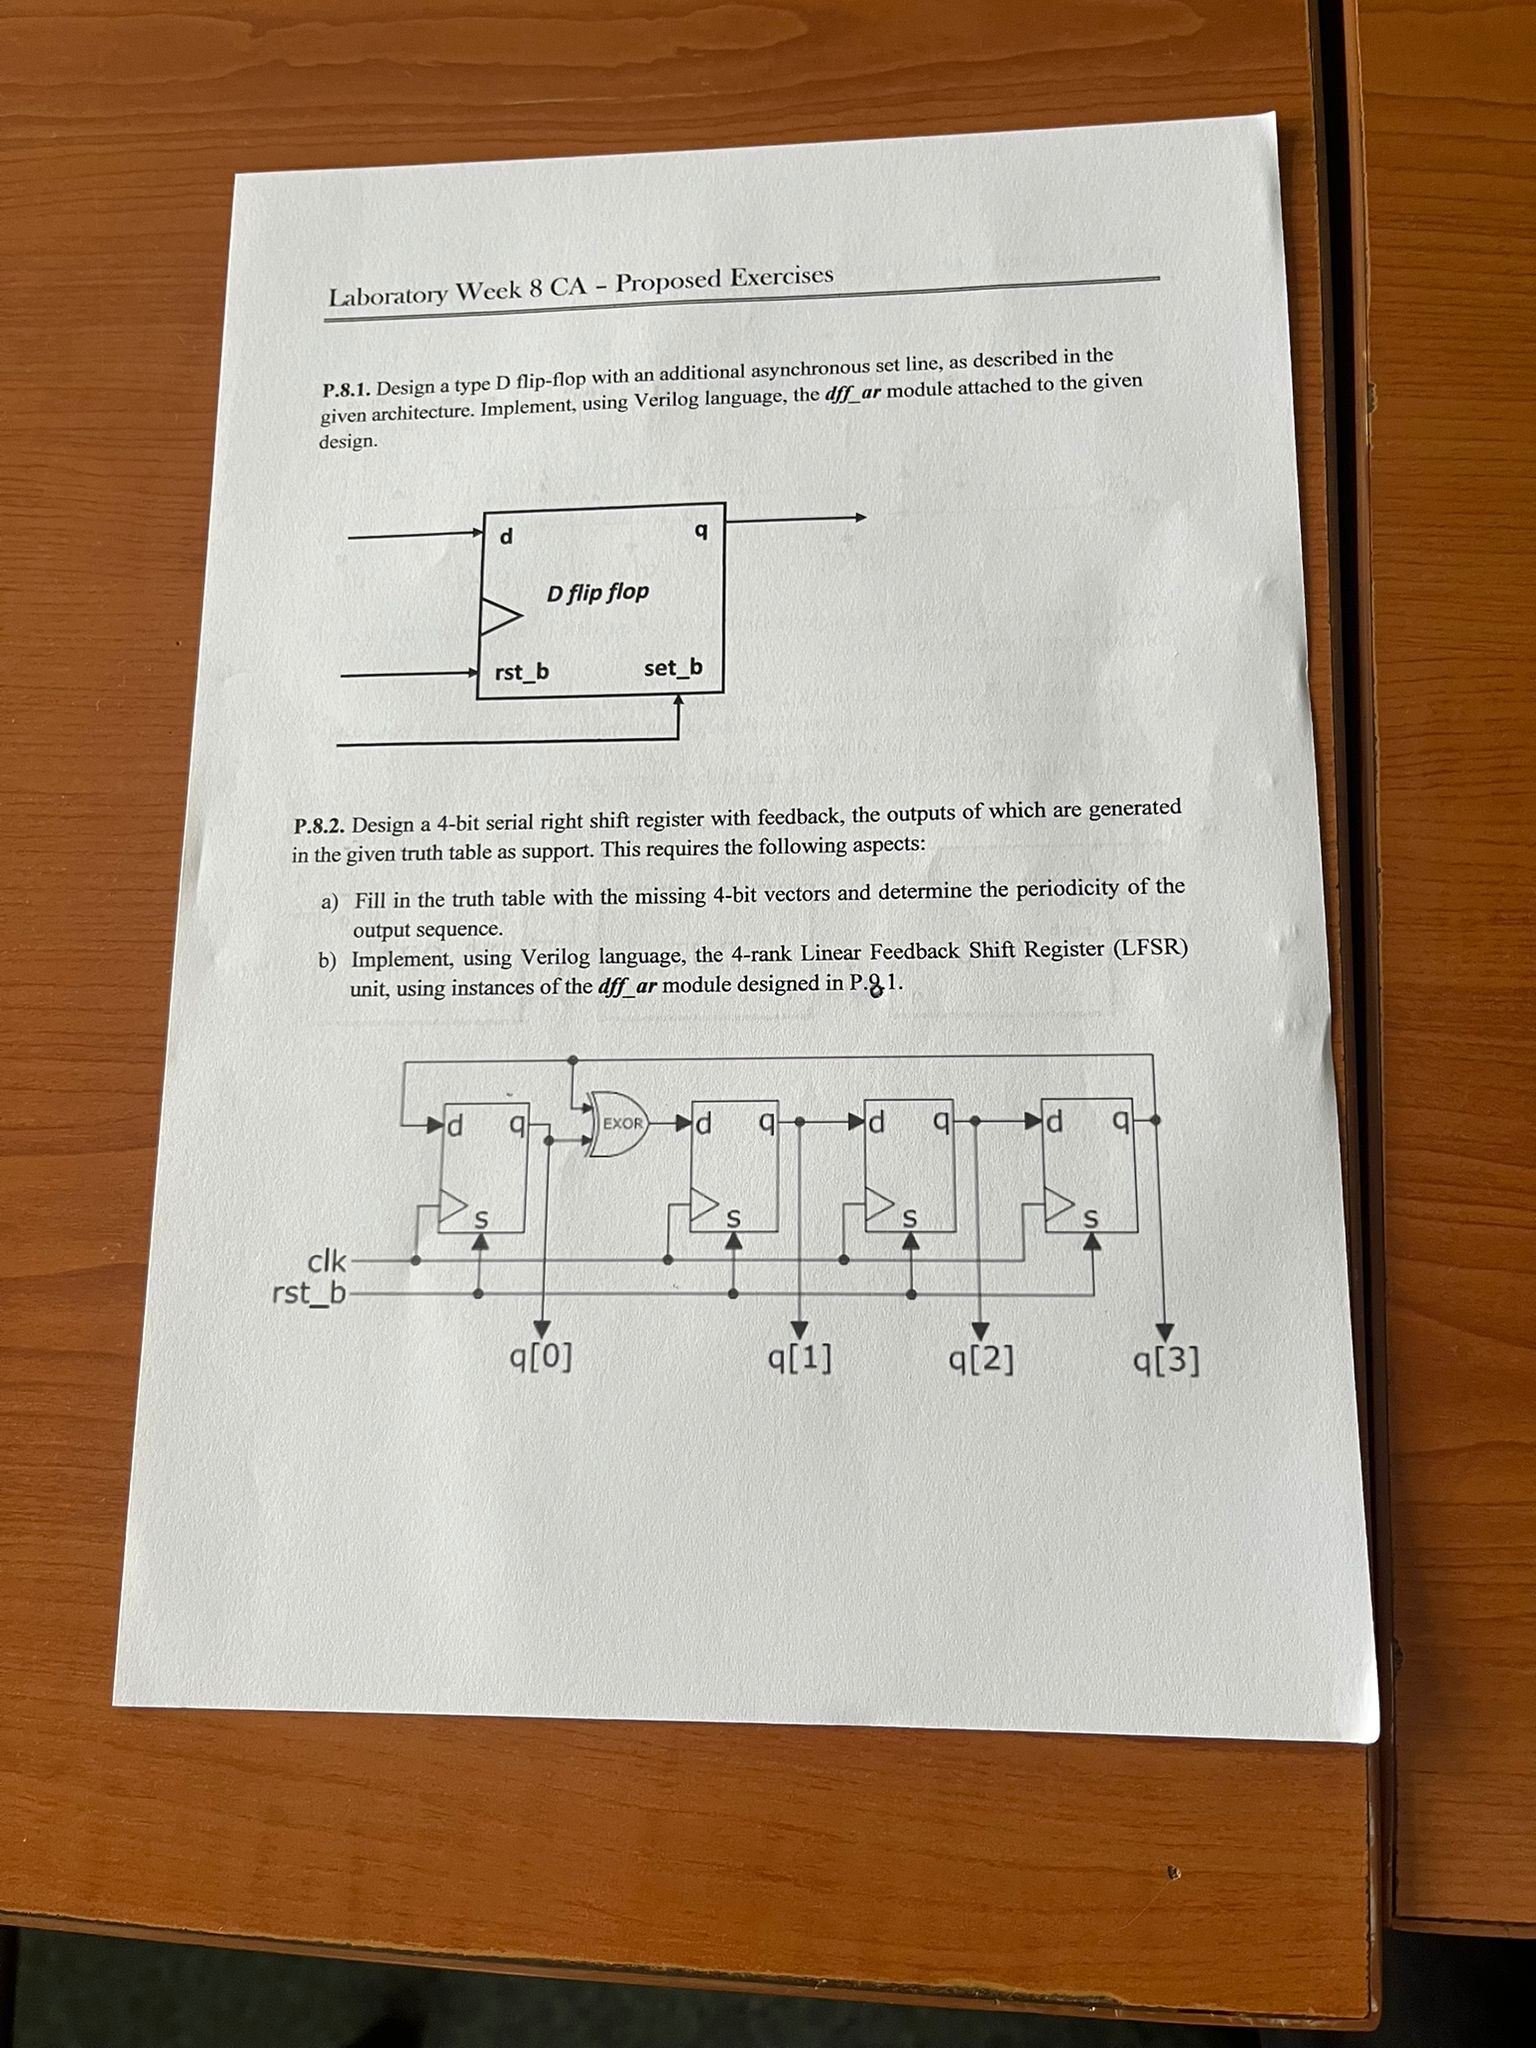 Laboratory Week 8 CA – Proposed Exercises
P.8.1. Design a type D flip-flop with an additional asynchronous set line, as described in the
given architecture. Implement, using Verilog language, the dff_ar module attached to the given
design.
d q
D flip flop
rst_b set_b
P.8.2. Design a 4-bit serial right shift register with feedback, the outputs of which are generated
in the given truth table as support. This requires the following aspects:
a) Fill in the truth table with the missing 4-bit vectors and determine the periodicity of the
output sequence.
b) Implement, using Verilog language, the 4-rank Linear Feedback Shift Register (LFSR)
unit, using instances of the dff_ar module designed in P.8.1.
d q EXOR d q d q d q
s s s s
clk
rst_b
q[0] q[1] q[2] q[3]